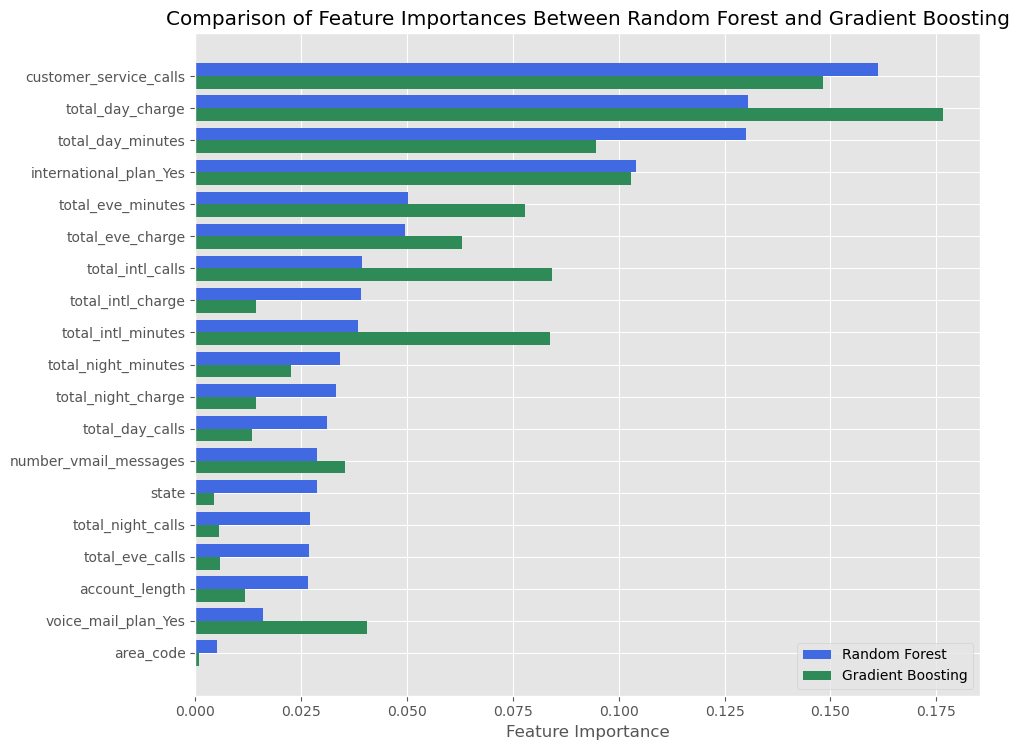 Comparison of Feature Importances Between Random Forest and Gradient Boosting
customer_service_calls
total_day_charge
total_day_minutes
international_plan_Yes
total_eve_minutes
total_eve_charge
total_intl_calls
total_intl_charge
total_intl_minutes
total_night_minutes
total_night_charge
total_day_calls
number_vmail_messages
state
total_night_calls
total_eve_calls
account_length
voice_mail_plan_Yes
area_code
Random Forest
Gradient Boosting
0.000 0.025 0.050 0.075 0.100 0.125 0.150 0.175
Feature Importance